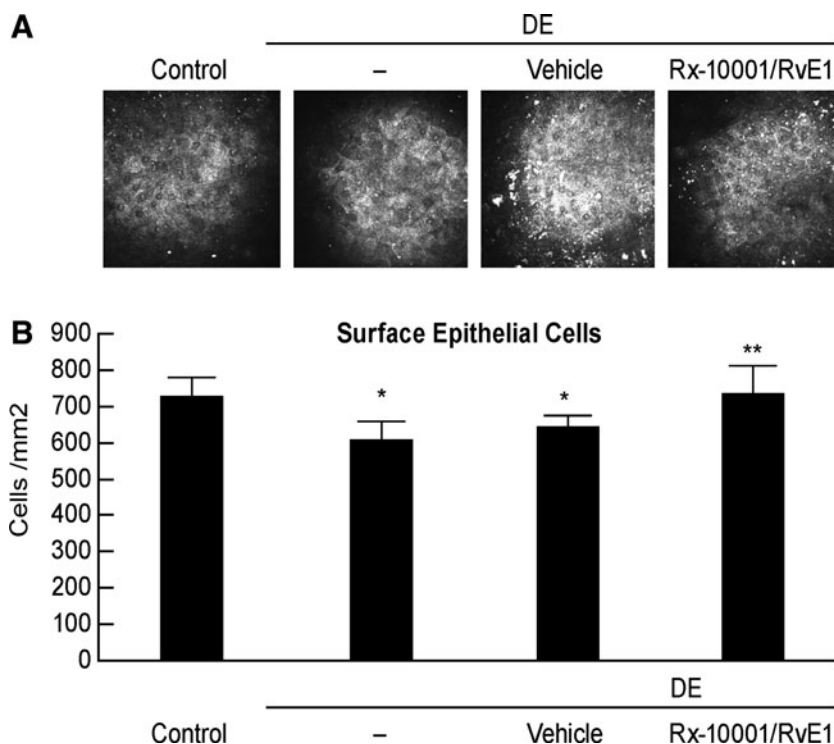 A
DE
Control – Vehicle Rx-10001/RvE1
B
Surface Epithelial Cells
Cells /mm2
900
800
700
600
500
400
300
200
100
0
* * **
DE
Control – Vehicle Rx-10001/RvE1